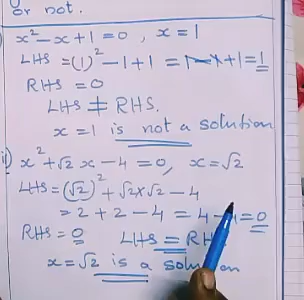 or not.
i) x² - x + 1 = 0 , x = 1
LHS = (1)² - 1 + 1 = 1 - 1 + 1 = 1
RHS = 0
LHS ≠ RHS.
x = 1 is not a solution
ii) x² + √2 x - 4 = 0, x = √2
LHS = (√2)² + √2 × √2 - 4
= 2 + 2 - 4 = 4 - 4 = 0
RHS = 0 LHS = RH
x = √2 is a solution